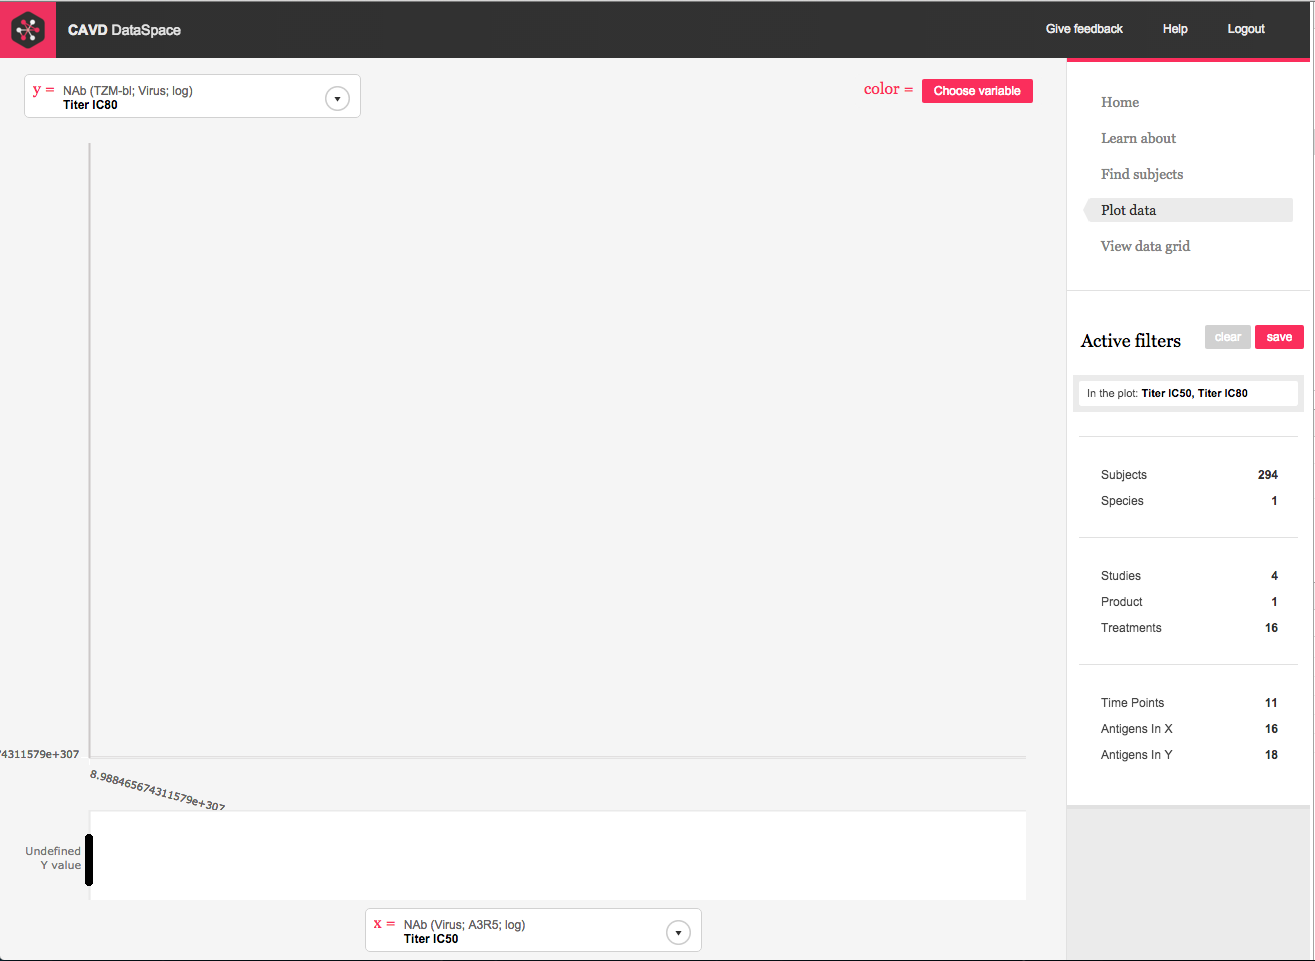 CAVD DataSpace
Give feedback
Help
Logout
y =
NAb (TZM-bl; Virus; log)
Titer IC80
color =
Choose variable
Home
Learn about
Find subjects
Plot data
View data grid
Active filters
clear
save
In the plot: Titer IC50, Titer IC80
Subjects 294
Species 1
Studies 4
Product 1
Treatments 16
Time Points 11
Antigens In X 16
Antigens In Y 18
74311579e+307
8.988465674311579e+307
Undefined
Y value
x =
NAb (Virus; A3R5; log)
Titer IC50